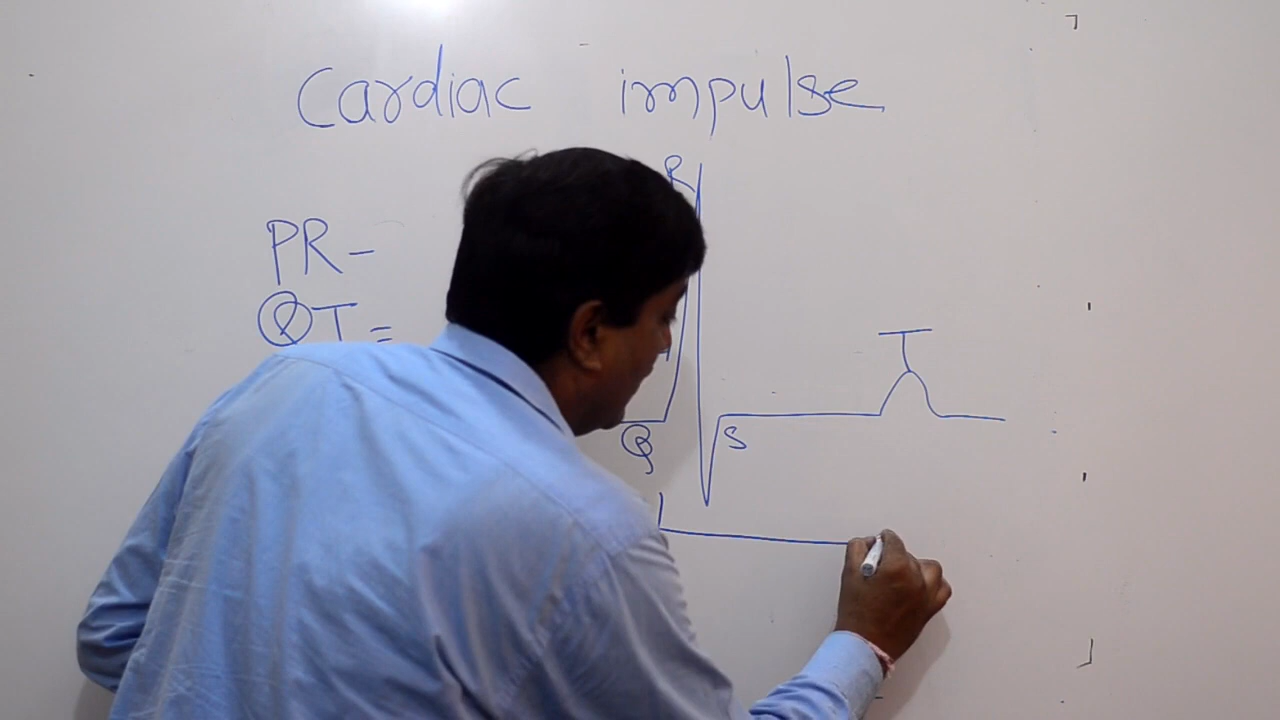 Cardiac impulse
R
PR -
QT =
T
Q
S